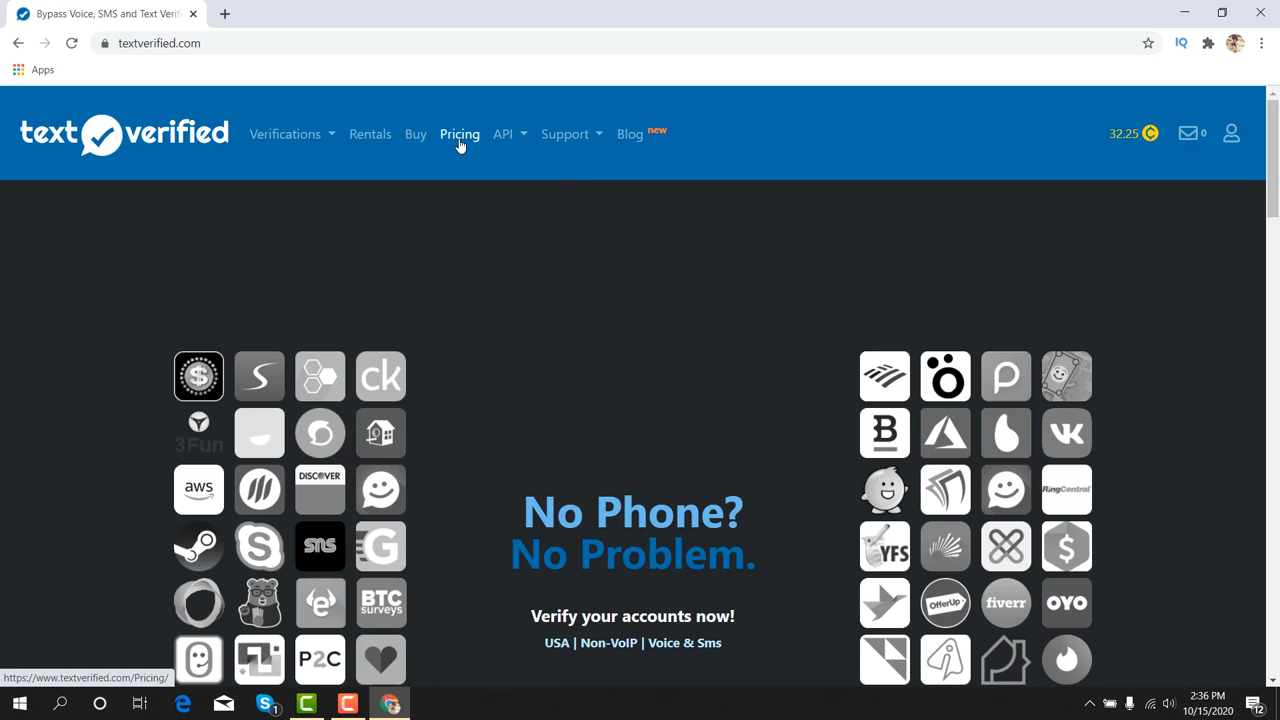 Bypass Voice, SMS and Text Verifi
textverified.com
IQ
Apps
text verified
Verifications
Rentals
Buy
Pricing
API
Support
Blog new
32.25
0
ck
3Fun
B
aws
DISCOVER
RingCentral
SNS
G
YFS
BTC surveys
OfferUp
fiverr
OYO
P2C
No Phone?
No Problem.
Verify your accounts now!
USA | Non-VoIP | Voice & Sms
https://www.textverified.com/Pricing/
1
2:36 PM
10/15/2020
12